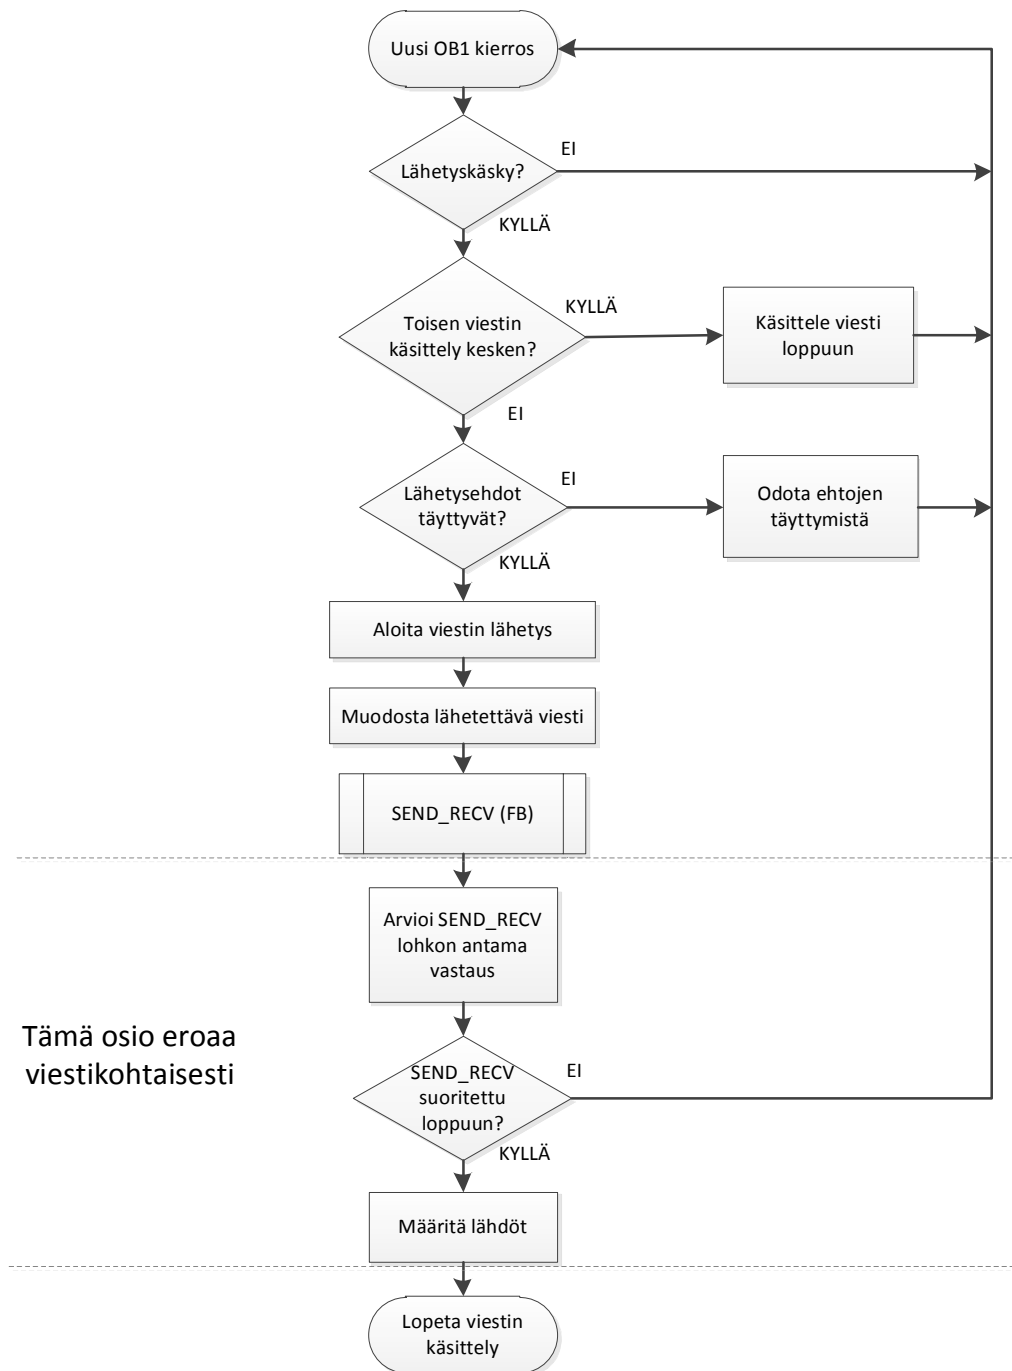 Uusi OB1 kierros
Lähetyskäsky?
EI
KYLLÄ
Toisen viestin
käsittely kesken?
KYLLÄ
Käsittele viesti
loppuun
EI
Lähetysehdot
täyttyvät?
EI
Odota ehtojen
täyttymistä
KYLLÄ
Aloita viestin lähetys
Muodosta lähetettävä viesti
SEND_RECV (FB)
Arvioi SEND_RECV
lohkon antama
vastaus
Tämä osio eroaa
viestikohtaisesti
SEND_RECV
suoritettu
loppuun?
EI
KYLLÄ
Määritä lähdöt
Lopeta viestin
käsittely